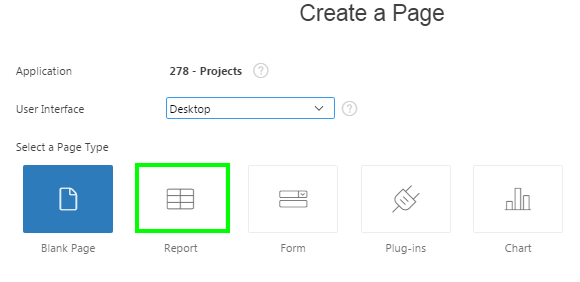 Create a Page
Application 278 - Projects ?
User Interface Desktop ?
Select a Page Type
Blank Page Report Form Plug-ins Chart